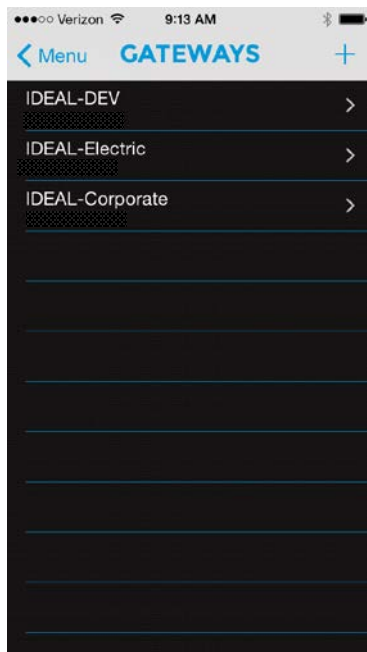 Verizon 9:13 AM
Menu GATEWAYS +
IDEAL-DEV
IDEAL-Electric
IDEAL-Corporate